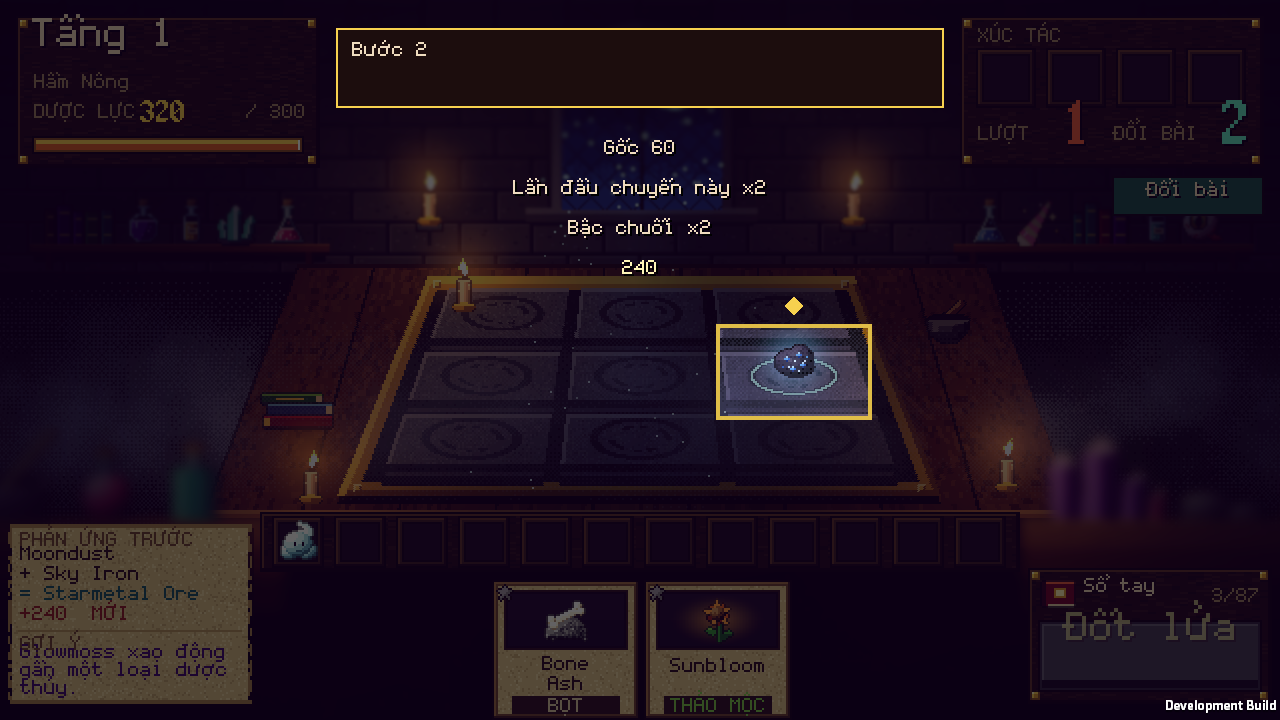 Tầng 1
Hầm Nông
DƯỢC LỰC 320 / 300
Bước 2
XÚC TÁC
LƯỢT 1 ĐỔI BÀI 2
Đổi bài
Gốc 60
Lần đầu chuyến này x2
Bậc chuỗi x2
240
PHẢN ỨNG TRƯỚC
Moondust
+ Sky Iron
= Starmetal Ore
+240 MỚI
GỢI Ý
Glowmoss xao động
gần một loại dược
thủy.
Bone
Ash
BỘT
Sunbloom
THẢO MỘC
Sổ tay
3/87
Đốt lửa
Development Build